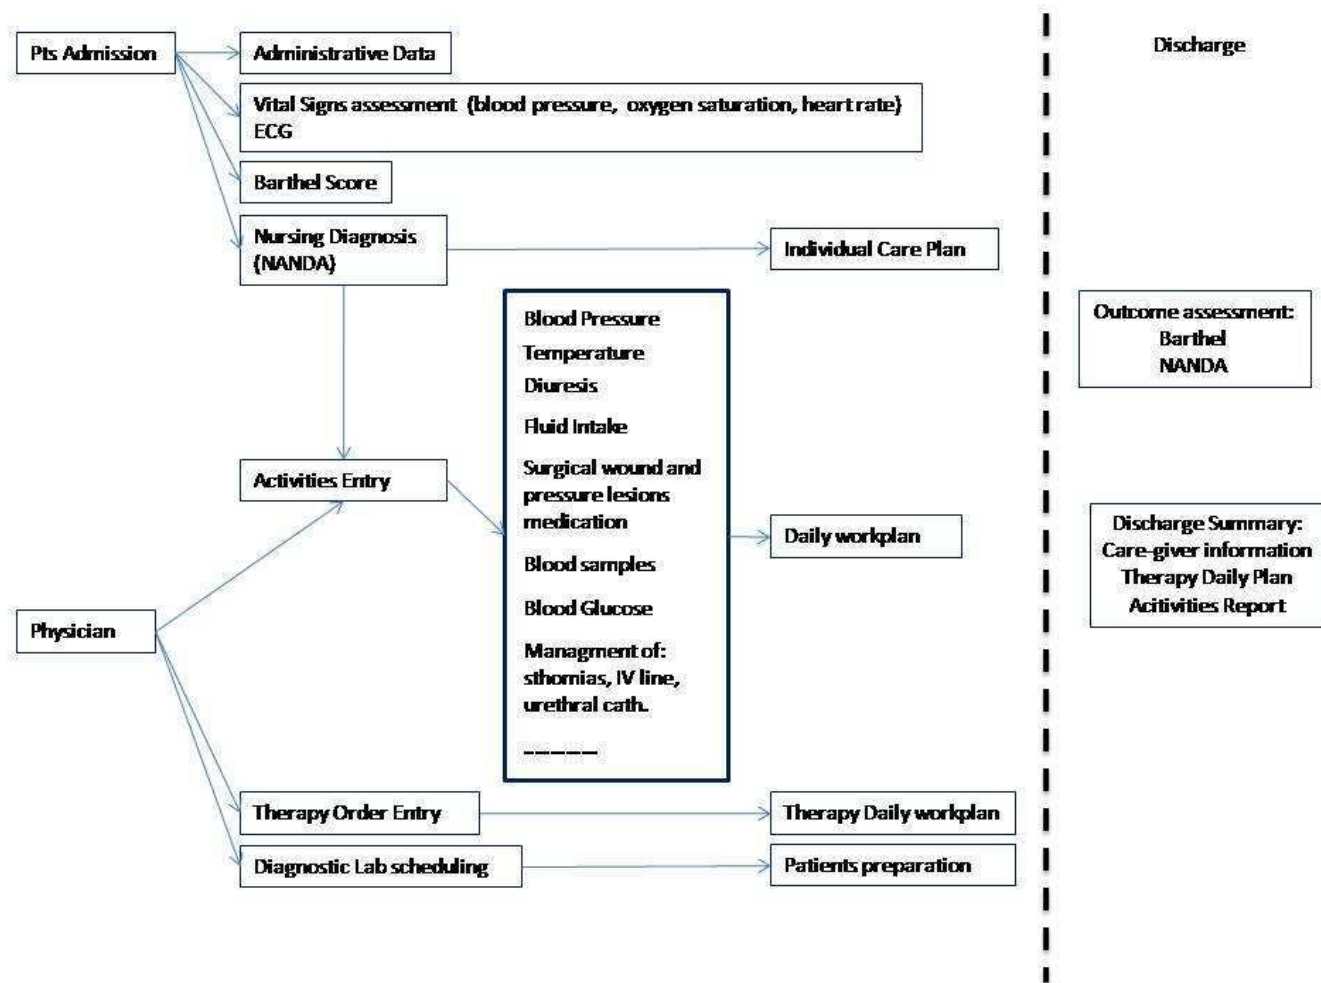 Pts Admission
Administrative Data
Discharge
Vital Signs assessment (blood pressure, oxygen saturation, heart rate)
ECG
Barthel Score
Nursing Diagnosis
(NANDA)
Individual Care Plan
Blood Pressure
Temperature
Diuresis
Fluid Intake
Surgical wound and
pressure lesions
medication
Blood samples
Blood Glucose
Managment of:
sthomias, IV line,
urethral cath.
------
Outcome assessment:
Barthel
NANDA
Activities Entry
Daily workplan
Discharge Summary:
Care-giver information
Therapy Daily Plan
Acitivities Report
Physician
Therapy Order Entry
Therapy Daily workplan
Diagnostic Lab scheduling
Patients preparation